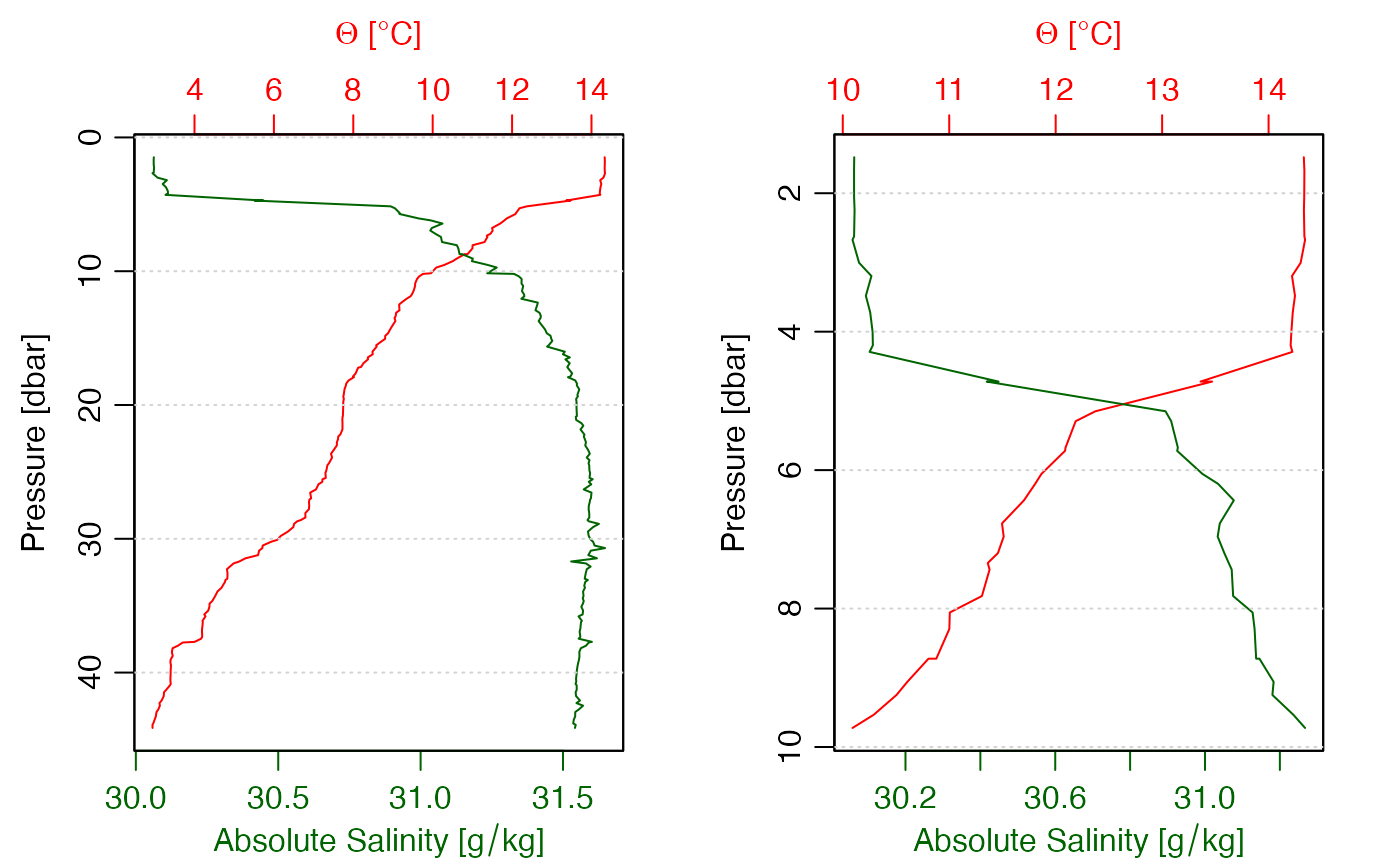 Θ [°C]
4 6 8 10 12 14
0
10
20
30
40
Pressure [dbar]
30.0 30.5 31.0 31.5
Absolute Salinity [g/kg]
Θ [°C]
10 11 12 13 14
2
4
6
8
10
Pressure [dbar]
30.2 30.6 31.0
Absolute Salinity [g/kg]